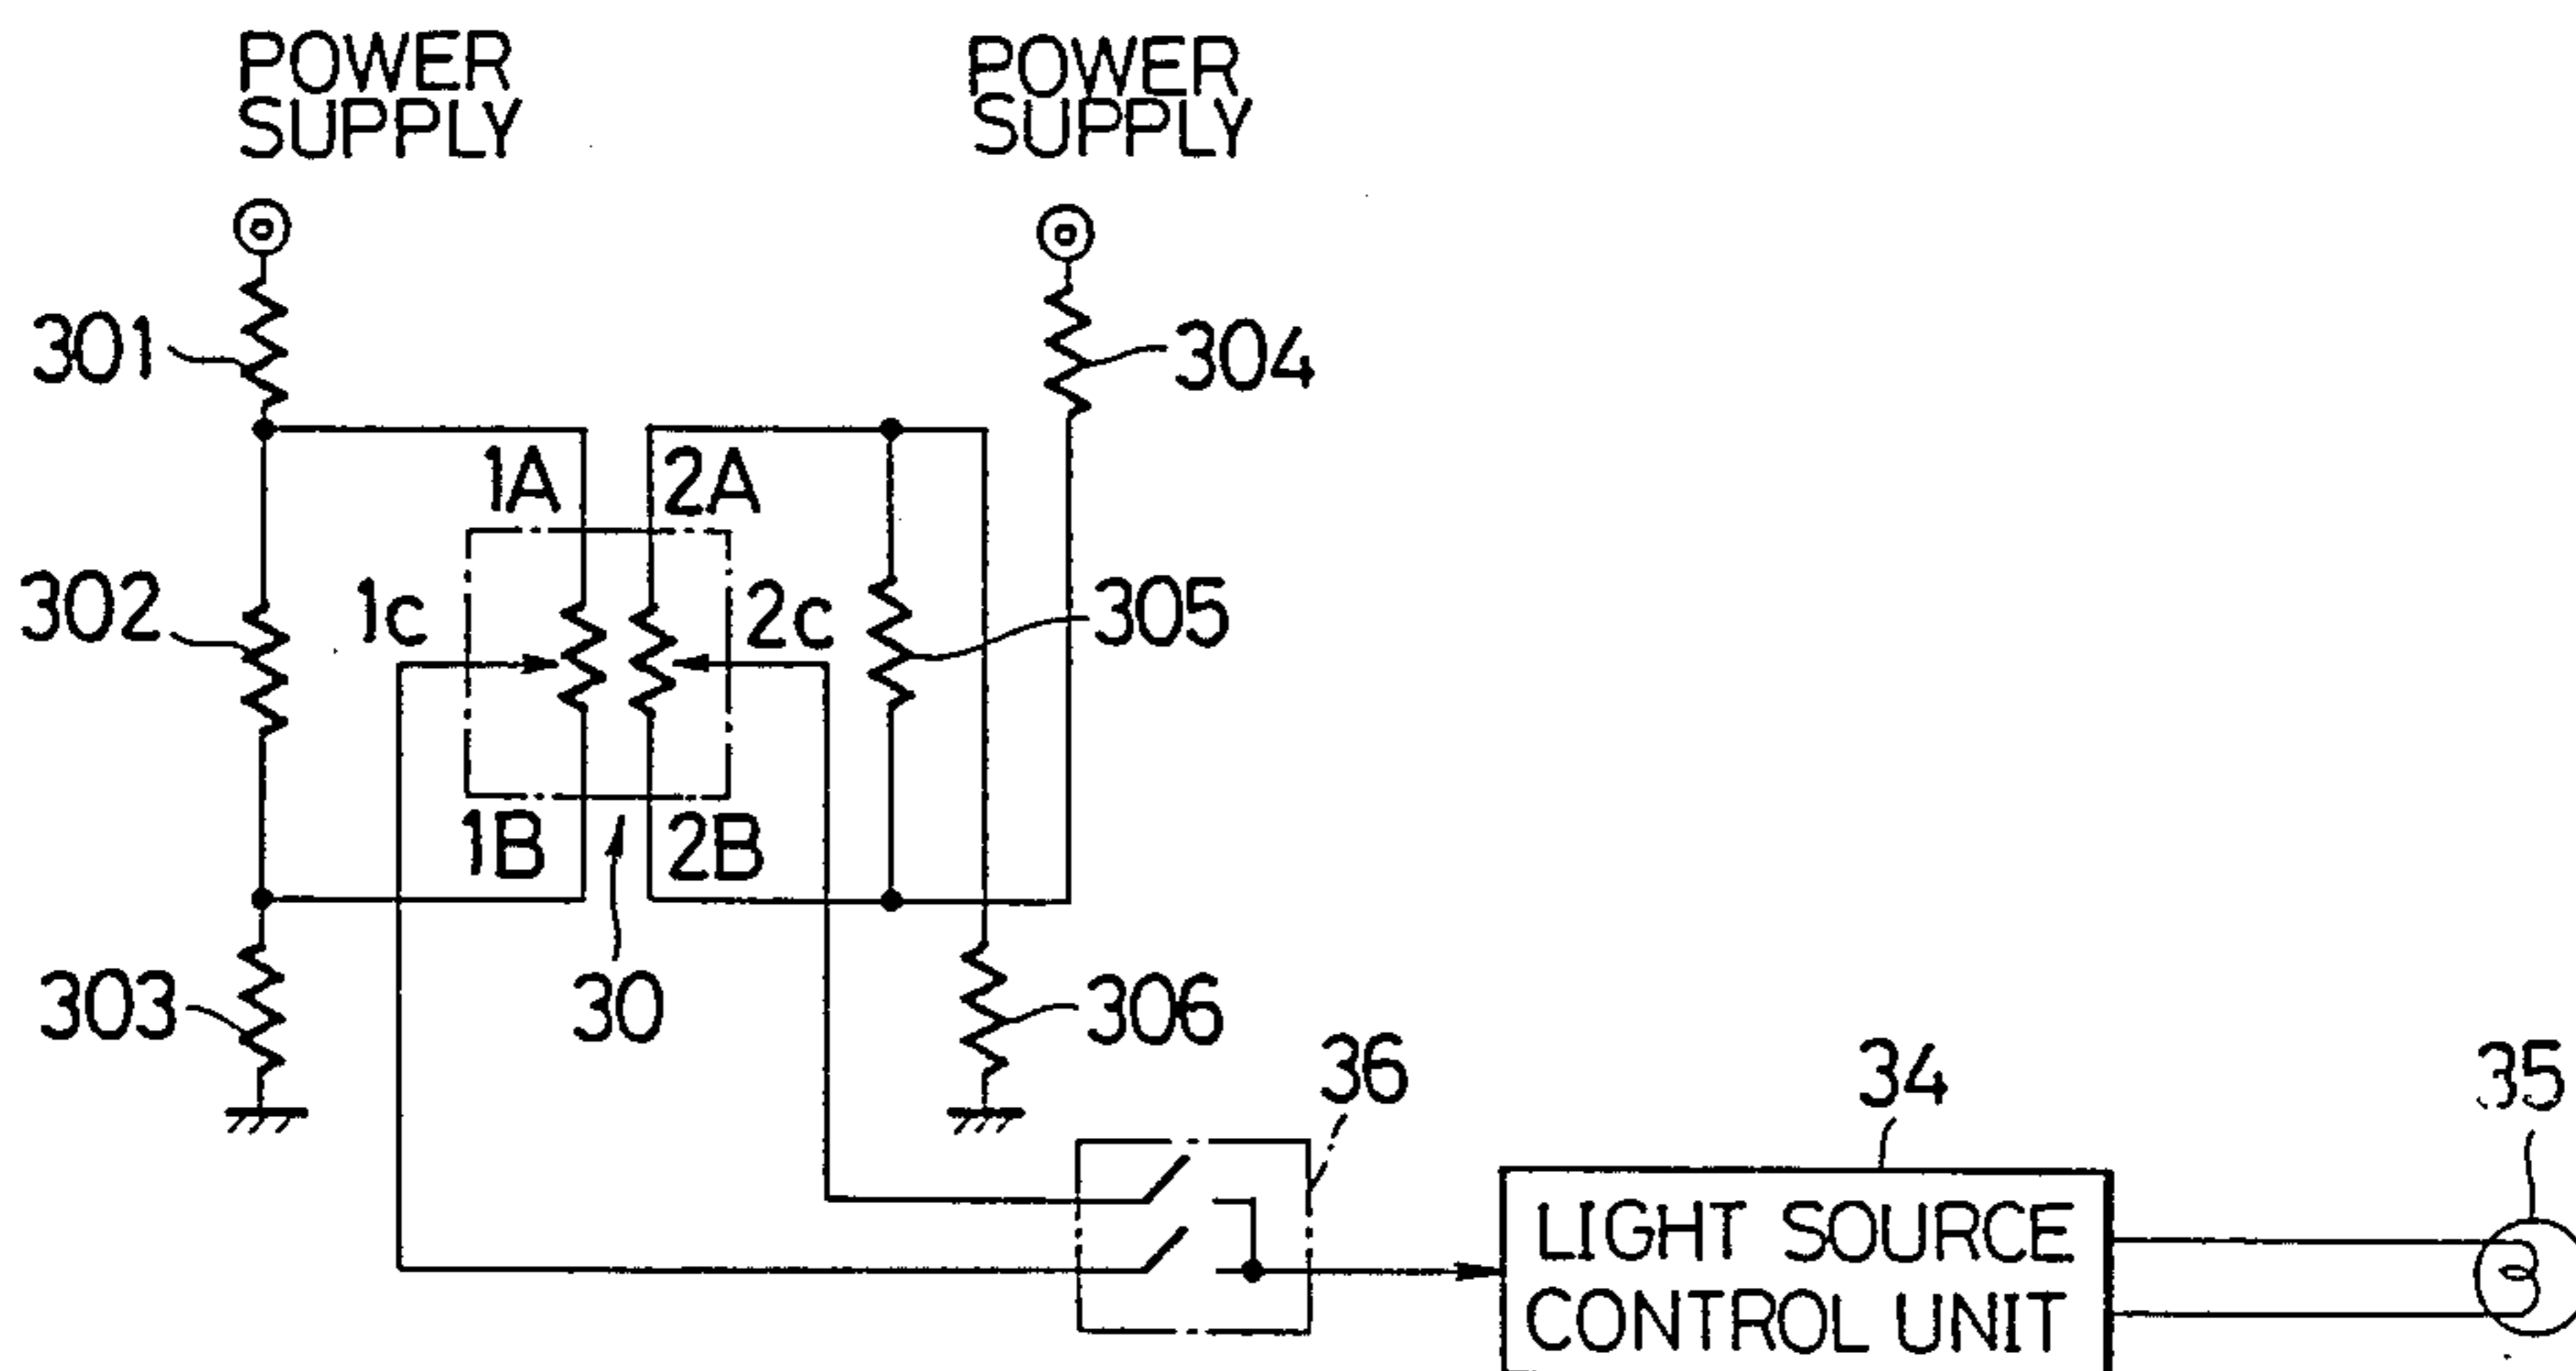 POWER
SUPPLY
POWER
SUPPLY
301
304
1A
2A
302
1c
2c
305
1B
2B
303
30
306
36
34
35
LIGHT SOURCE
CONTROL UNIT